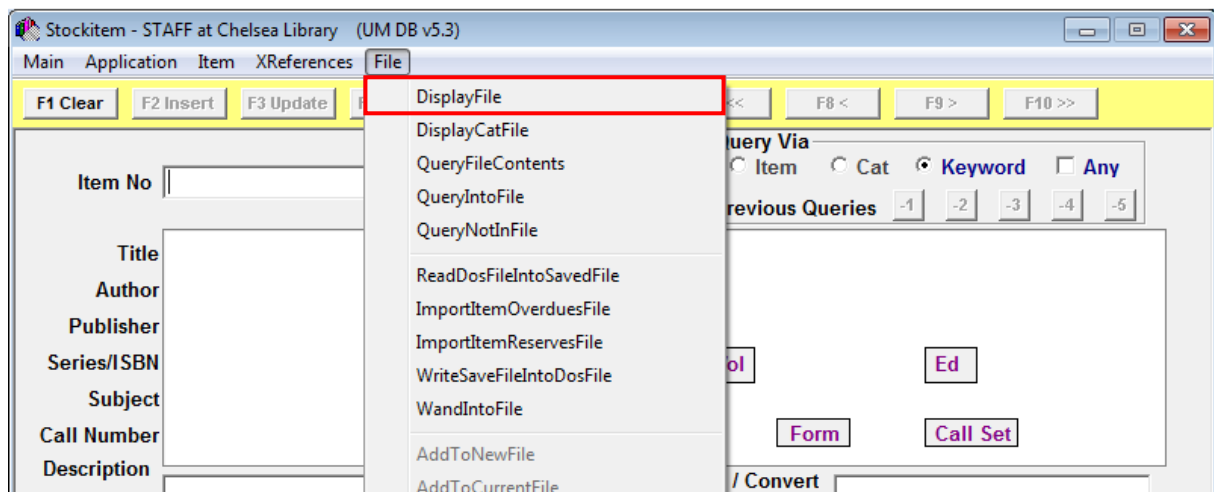 Stockitem - STAFF at Chelsea Library (UM DB v5.3)
Main Application Item XReferences File
F1 Clear F2 Insert F3 Update F << F8 < F9 > F10 >>
DisplayFile
DisplayCatFile
QueryFileContents
QueryIntoFile
QueryNotInFile
ReadDosFileIntoSavedFile
ImportItemOverduesFile
ImportItemReservesFile
WriteSaveFileIntoDosFile
WandIntoFile
AddToNewFile
AddToCurrentFile
uery Via
Item Cat Keyword Any
revious Queries -1 -2 -3 -4 -5
Item No
Title
Author
Publisher
Series/ISBN
Subject
Call Number
Description
ol Ed
Form Call Set
/ Convert